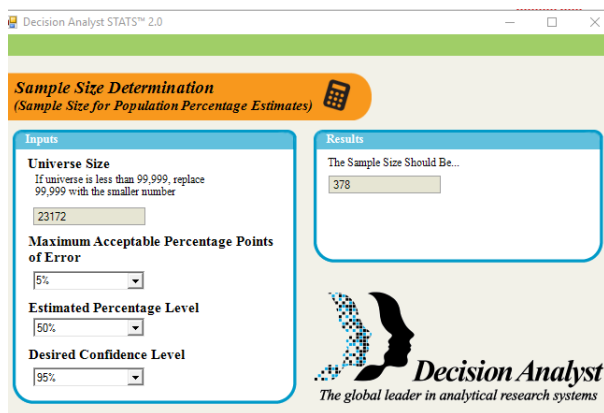 Decision Analyst STATS™ 2.0
Sample Size Determination
(Sample Size for Population Percentage Estimates)
Inputs
Universe Size
If universe is less than 99,999, replace
99,999 with the smaller number
23172
Maximum Acceptable Percentage Points
of Error
5%
Estimated Percentage Level
50%
Desired Confidence Level
95%
Results
The Sample Size Should Be...
378
Decision Analyst
The global leader in analytical research systems